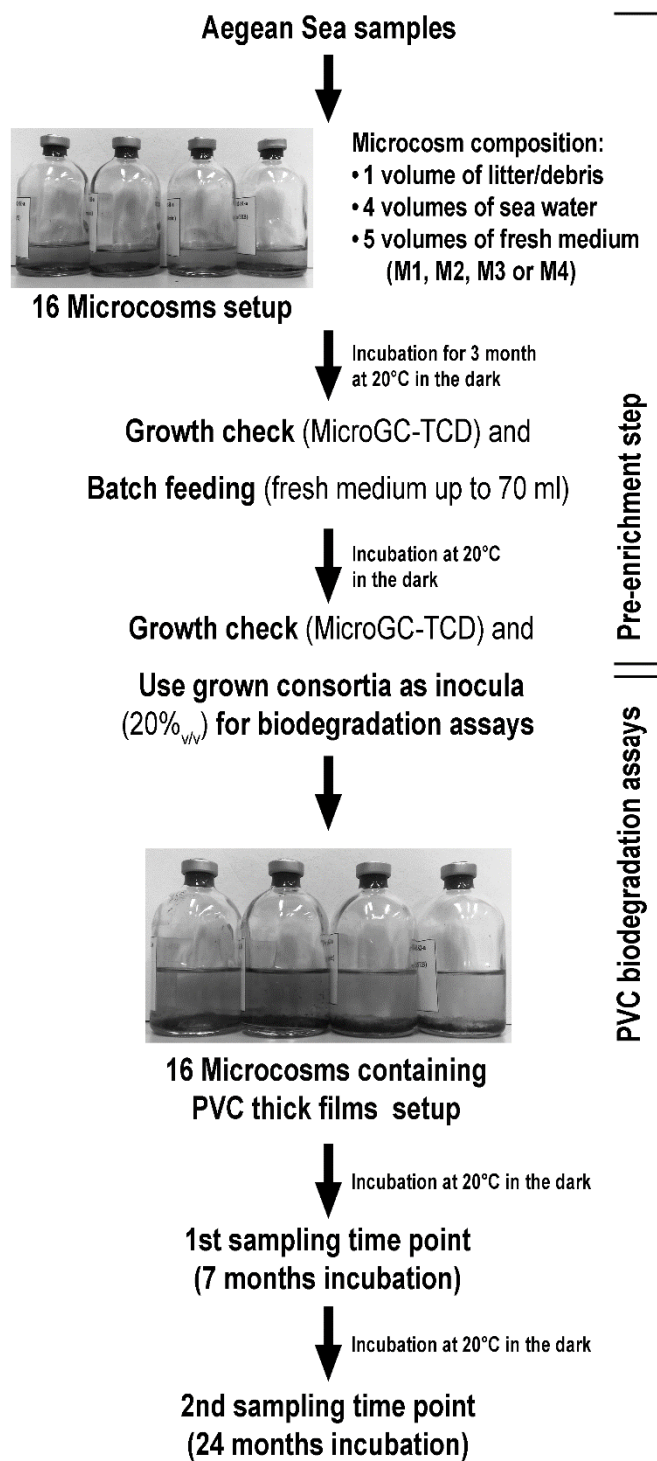 Aegean Sea samples
Microcosm composition:
• 1 volume of litter/debris
• 4 volumes of sea water
• 5 volumes of fresh medium
(M1, M2, M3 or M4)
16 Microcosms setup
Incubation for 3 month
at 20°C in the dark
Growth check (MicroGC-TCD) and
Batch feeding (fresh medium up to 70 ml)
Incubation at 20°C
in the dark
Growth check (MicroGC-TCD) and
Use grown consortia as inocula
(20%v/v) for biodegradation assays
Pre-enrichment step
16 Microcosms containing
PVC thick films setup
Incubation at 20°C in the dark
1st sampling time point
(7 months incubation)
Incubation at 20°C in the dark
2nd sampling time point
(24 months incubation)
PVC biodegradation assays